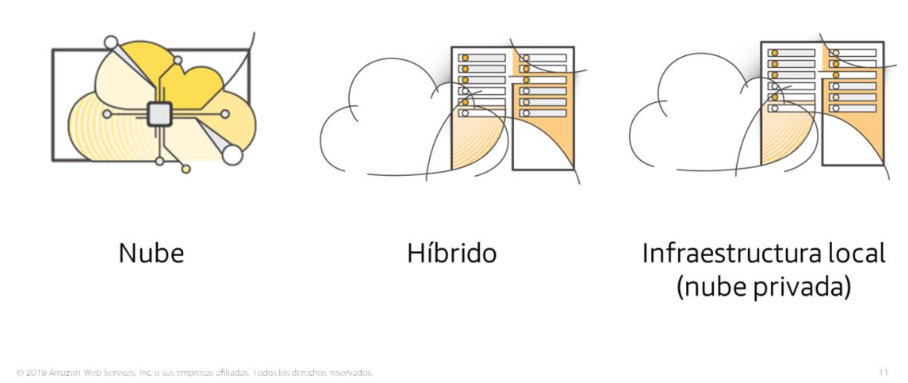 Nube
Híbrido
Infraestructura local
(nube privada)
© 2019 Amazon Web Services, Inc. o sus empresas afiliadas. Todos los derechos reservados.
11